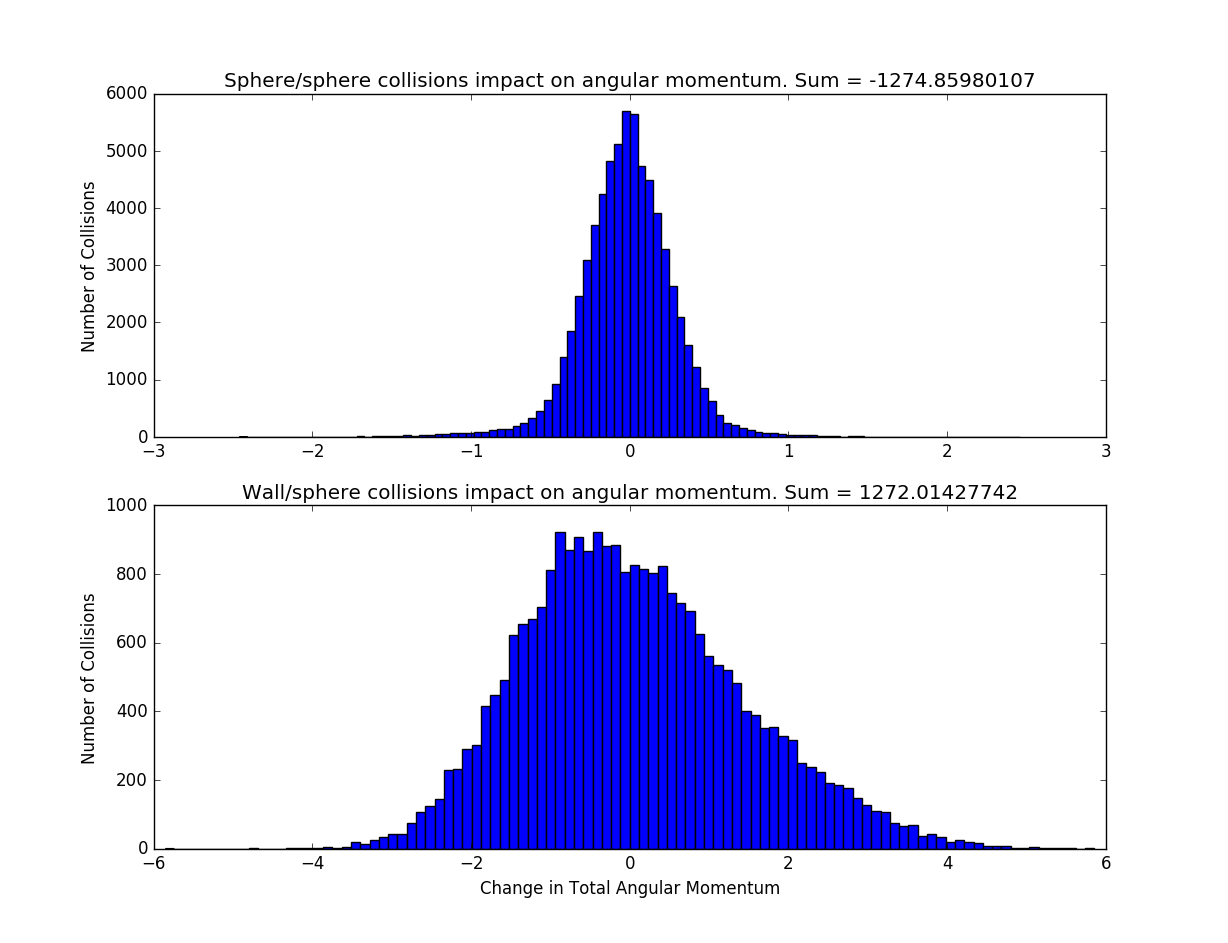 Sphere/sphere collisions impact on angular momentum. Sum = -1274.85980107
6000
5000
4000
3000
2000
1000
0
Number of Collisions
−3 −2 −1 0 1 2 3
Wall/sphere collisions impact on angular momentum. Sum = 1272.01427742
1000
800
600
400
200
0
Number of Collisions
−6 −4 −2 0 2 4 6
Change in Total Angular Momentum